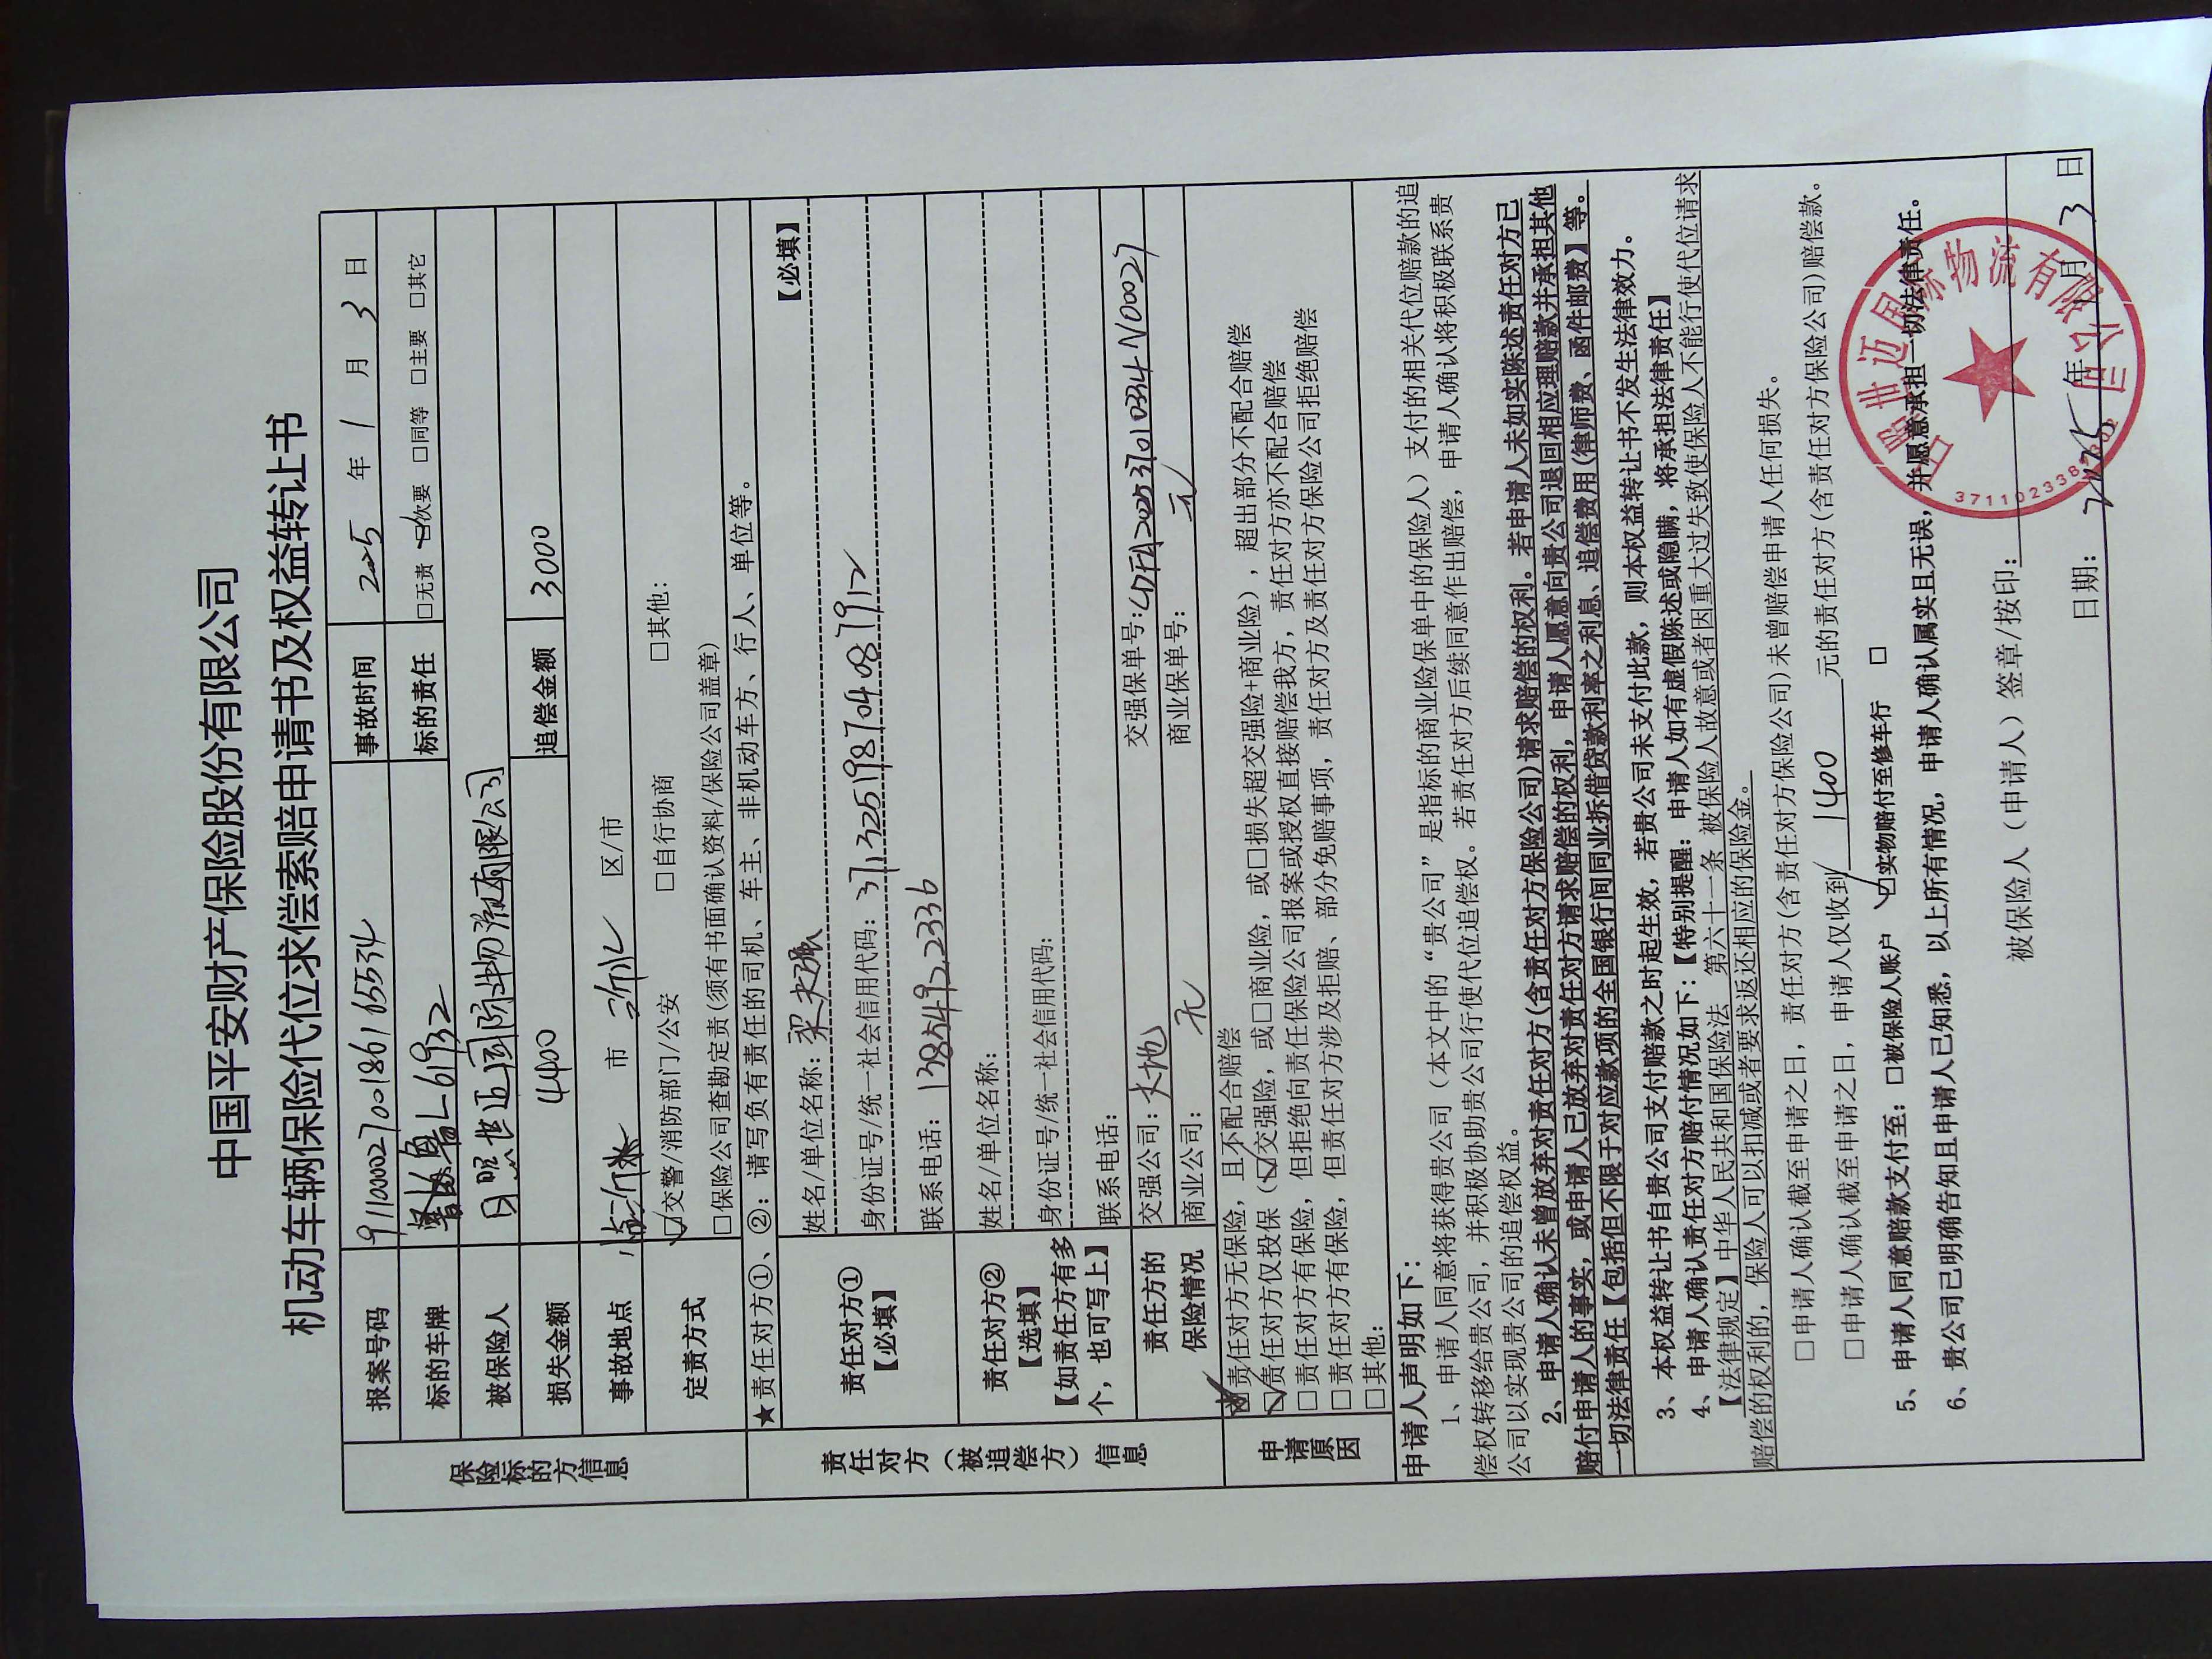 中国平安财产保险股份有限公司
机动车辆保险代位求偿索赔申请书及权益转让书
保险标的方信息
报案号码 91100002700186165534 事故时间 2025 年 1 月 3 日
标的车牌 鲁L61932 标的责任 □无责 ☑次要 □同等 □主要 □其它
被保险人 日照世迈国际物流有限公司
损失金额 4400 追偿金额 3000
事故地点 临沂 市 沂水 区/市
定责方式 ☑交警/消防部门/公安 □自行协商 □其他:
□保险公司查勘定责(须有书面确认资料/保险公司盖章)
★责任对方①、②:请写负有责任的司机、车主、非机动车方、行人、单位等。
责任对方(被追偿方)信息
责任对方①
【必填】
姓名/单位名称: 【必填】
身份证号/统一社会信用代码: 371325198704087912
联系电话: 13854922336
责任对方②
【选填】
【如责任方有多个,也可写上】
姓名/单位名称:
身份证号/统一社会信用代码:
联系电话:
责任方的保险情况
交强公司: 大地 交强保单号:
商业公司: 无 商业保单号: 无
申请原因
☑责任对方无保险,且不配合赔偿
☑责任对方仅投保(☑交强险,或□商业险,或□损失超交强险+商业险),超出部分不配合赔偿
□责任对方有保险,但拒绝向责任保险公司报案或授权直接赔偿我方,责任对方亦不配合赔偿
□责任对方有保险,但责任对方涉及拒赔、部分免赔事项,责任对方及责任对方保险公司拒绝赔偿
□其他:
申请人声明如下:
1、申请人同意将获得贵公司(本文中的“贵公司”是指标的商业险保单中的保险人)支付的相关代位赔款的追
偿权转移给贵公司,并积极协助贵公司行使代位追偿权。若责任对方后续同意作出赔偿,申请人确认将积极联系贵
公司以实现贵公司的追偿权益。
2、申请人确认未曾放弃对责任对方(含责任对方保险公司)请求赔偿的权利。若申请人未如实陈述责任对方已
赔付申请人的事实,或申请人已放弃对责任对方请求赔偿的权利,申请人愿意向贵公司退回相应理赔款并承担其他
一切法律责任【包括但不限于对应款项的全国银行间同业拆借贷款利率之利息、追偿费用(律师费、函件邮费)】等。
3、本权益转让书自贵公司支付赔款之时起生效,若贵公司未支付此款,则本权益转让书不发生法律效力。
4、申请人确认责任对方赔付情况如下:【特别提醒:申请人如有虚假陈述或隐瞒,将承担法律责任】
【法律规定】中华人民共和国保险法 第六十一条 被保险人故意或者因重大过失致使保险人不能行使代位请求
赔偿的权利的,保险人可以扣减或者要求返还相应的保险金。
□申请人确认截至申请之日,责任对方(含责任对方保险公司)未曾赔偿申请人任何损失。
□申请人确认截至申请之日,申请人仅收到 1400 元的责任对方(含责任对方保险公司)赔偿款。
5、申请人同意赔款支付至:□被保险人账户 ☑实物赔付至修车行 □
6、贵公司已明确告知且申请人已知悉,以上所有情况,申请人确认属实且无误,并愿意承担一切法律责任。
被保险人(申请人)签章/按印:
日期: 2025 年 1 月 3 日
日照世迈国际物流有限公司